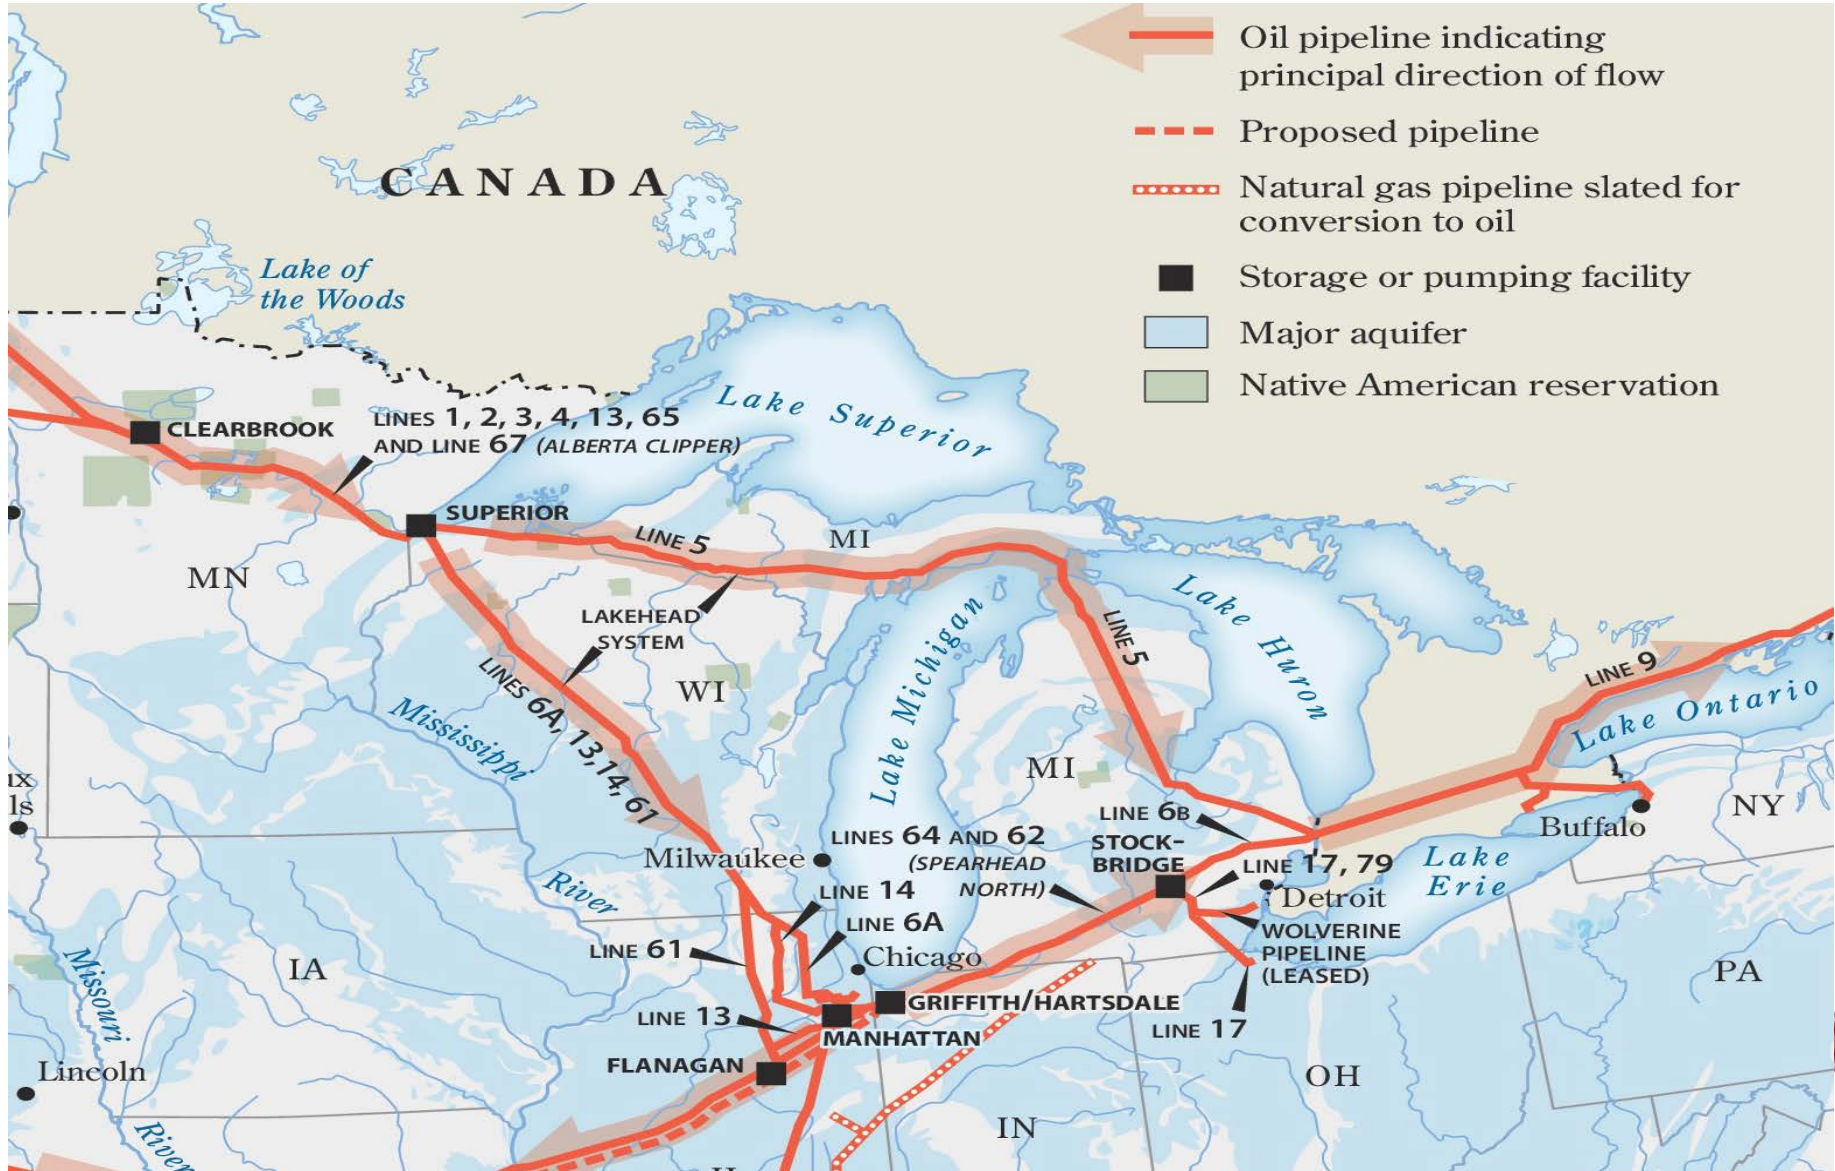 Oil pipeline indicating
principal direction of flow
Proposed pipeline
Natural gas pipeline slated for
conversion to oil
Storage or pumping facility
Major aquifer
Native American reservation
CANADA
Lake of
the Woods
Lake Superior
CLEARBROOK
LINES 1, 2, 3, 4, 13, 65
AND LINE 67 (ALBERTA CLIPPER)
SUPERIOR
LINE 5
MI
MN
LAKEHEAD
SYSTEM
LINES 6A, 13, 14, 61
WI
Mississippi
River
Lake Michigan
Lake Huron
LINE 5
MI
LINE 9
Lake Ontario
ux
ls
NY
Buffalo
LINE 6B
STOCK-
BRIDGE
LINES 64 AND 62
(SPEARHEAD
NORTH)
Milwaukee
LINE 17, 79
Lake
Erie
Detroit
LINE 14
LINE 6A
WOLVERINE
PIPELINE
(LEASED)
LINE 61
Chicago
IA
PA
Missouri
River
GRIFFITH/HARTSDALE
LINE 13
MANHATTAN
LINE 17
FLANAGAN
Lincoln
OH
IN